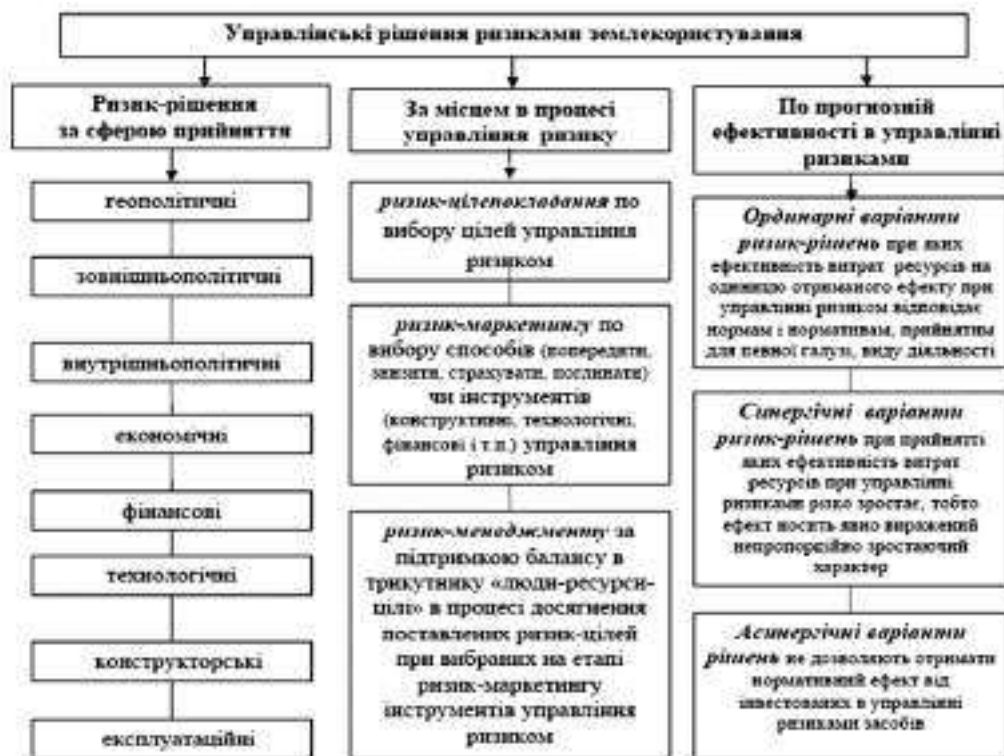 Управлінські рішення ризиками землекористування
Ризик-рішення
за сферою прийняття
геополітичні
зовнішньополітичні
внутрішньополітичні
економічні
фінансові
технологічні
конструкторські
експлуатаційні
За місцем в процесі
управління ризику
ризик-цілепокладання по
вибору цілей управління
ризиком
ризик-маркетингу по
вибору способів (попередити,
знизити, страхувати, поглинати)
чи інструментів
(конструктивні, технологічні,
фінансові і т.п.) управління
ризиком
ризик-менеджменту за
підтримкою балансу в
трикутнику «люди-ресурси-
цілі» в процесі досягнення
поставлених ризик-цілей
при вибраних на етапі
ризик-маркетингу
інструментів управління
ризиком
По прогнозній
ефективності в управлінні
ризиками
Ординарні варіанти
ризик-рішень при яких
ефективність витрат ресурсів на
одиницю отриманого ефекту при
управлінні ризиком відповідає
нормам і нормативам, прийнятим
для певної галузі, виду діяльності
Синергічні варіанти
ризик-рішень при прийнятті
яких ефективність витрат
ресурсів при управлінні
ризиками різко зростає, тобто
ефект носить явно виражений
непропорційно зростаючий
характер
Асинергічні варіанти
рішень не дозволяють отримати
нормативний ефект від
інвестованих в управлінні
ризиками засобів